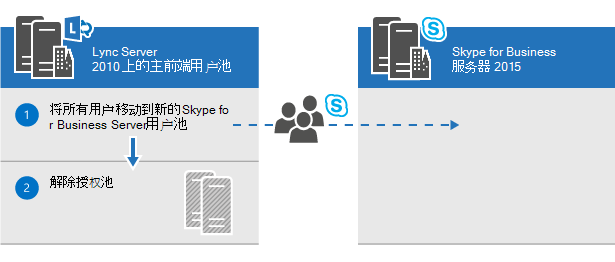 Lync Server
2010 上的主前端用户池
Skype for Business
服务器 2015
1
将所有用户移动到新的Skype fo
r Business Server用户池
2
解除授权池